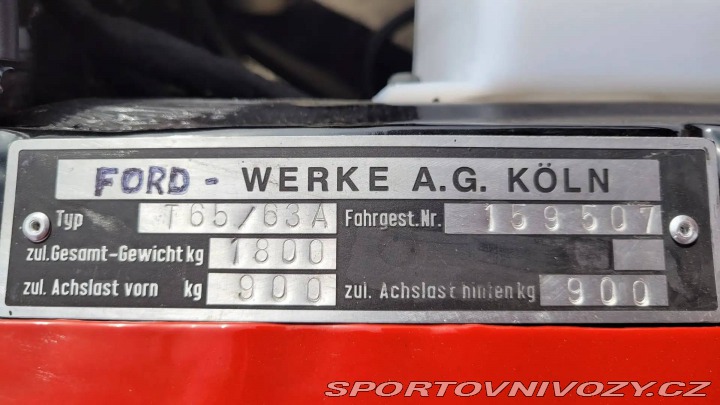 FORD - WERKE A.G. KÖLN
Typ T65/63A Fahrgest.Nr. 159507
zul.Gesamt-Gewicht kg 1800
zul. Achslast vorn kg 900 zul. Achslast hinten kg 900
SPORTOVNIVOZY.CZ